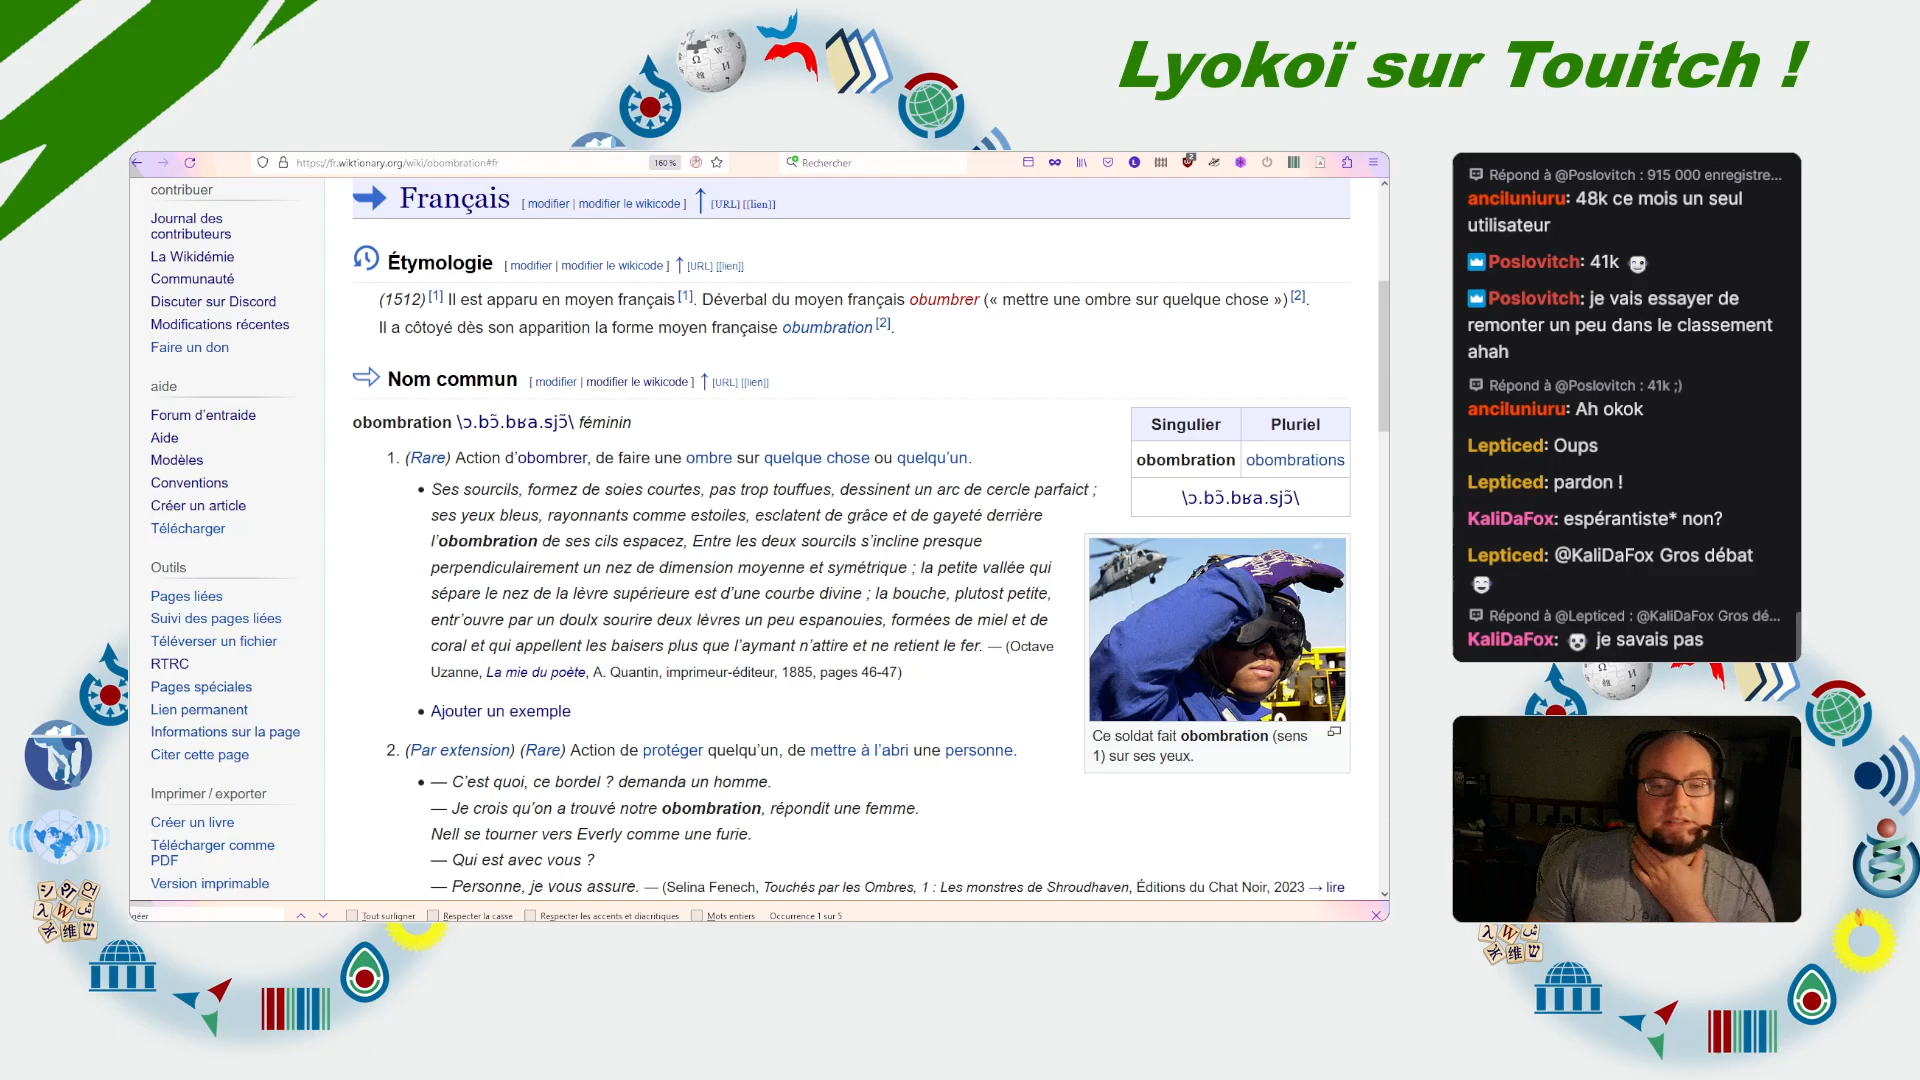 Lyokoï sur Touitch !
https://fr.wiktionary.org/wiki/obombration#fr
160 %
Rechercher
contribuer
Journal des
contributeurs
La Wikidémie
Communauté
Discuter sur Discord
Modifications récentes
Faire un don
aide
Forum d’entraide
Aide
Modèles
Conventions
Créer un article
Télécharger
Outils
Pages liées
Suivi des pages liées
Téléverser un fichier
RTRC
Pages spéciales
Lien permanent
Informations sur la page
Citer cette page
Imprimer / exporter
Créer un livre
Télécharger comme
PDF
Version imprimable
Français [ modifier | modifier le wikicode ] ↑ [URL] [[lien]]
Étymologie [ modifier | modifier le wikicode ] ↑ [URL] [[lien]]
(1512) [1] Il est apparu en moyen français [1]. Déverbal du moyen français obumbrer (« mettre une ombre sur quelque chose ») [2].
Il a côtoyé dès son apparition la forme moyen française obumbration [2].
Nom commun [ modifier | modifier le wikicode ] ↑ [URL] [[lien]]
obombration \ɔ.bɔ̃.bʁa.sjɔ̃\ féminin
1. (Rare) Action d’obombrer, de faire une ombre sur quelque chose ou quelqu’un.
• Ses sourcils, formez de soies courtes, pas trop touffues, dessinent un arc de cercle parfaict ;
ses yeux bleus, rayonnants comme estoiles, esclatent de grâce et de gayeté derrière
l’obombration de ses cils espacez, Entre les deux sourcils s’incline presque
perpendiculairement un nez de dimension moyenne et symétrique ; la petite vallée qui
sépare le nez de la lèvre supérieure est d’une courbe divine ; la bouche, plutost petite,
entr’ouvre par un doulx sourire deux lèvres un peu espanouies, formées de miel et de
coral et qui appellent les baisers plus que l’aymant n’attire et ne retient le fer. — (Octave
Uzanne, La mie du poète, A. Quantin, imprimeur-éditeur, 1885, pages 46-47)
• Ajouter un exemple
2. (Par extension) (Rare) Action de protéger quelqu’un, de mettre à l’abri une personne.
• — C’est quoi, ce bordel ? demanda un homme.
— Je crois qu’on a trouvé notre obombration, répondit une femme.
Nell se tourner vers Everly comme une furie.
— Qui est avec vous ?
— Personne, je vous assure. — (Selina Fenech, Touchés par les Ombres, 1 : Les monstres de Shroudhaven, Éditions du Chat Noir, 2023 → lire
Singulier Pluriel
obombration obombrations
\ɔ.bɔ̃.bʁa.sjɔ̃\
Ce soldat fait obombration (sens
1) sur ses yeux.
Tout surligner Respecter la casse Respecter les accents et diacritiques Mots entiers Occurrence 1 sur 5
Répond à @Poslovitch : 915 000 enregistre...
anciluniuru: 48k ce mois un seul
utilisateur
Poslovitch: 41k
Poslovitch: je vais essayer de
remonter un peu dans le classement
ahah
Répond à @Poslovitch : 41k ;)
anciluniuru: Ah okok
Lepticed: Oups
Lepticed: pardon !
KaliDaFox: espérantiste* non?
Lepticed: @KaliDaFox Gros débat
Répond à @Lepticed : @KaliDaFox Gros dé...
KaliDaFox: je savais pas